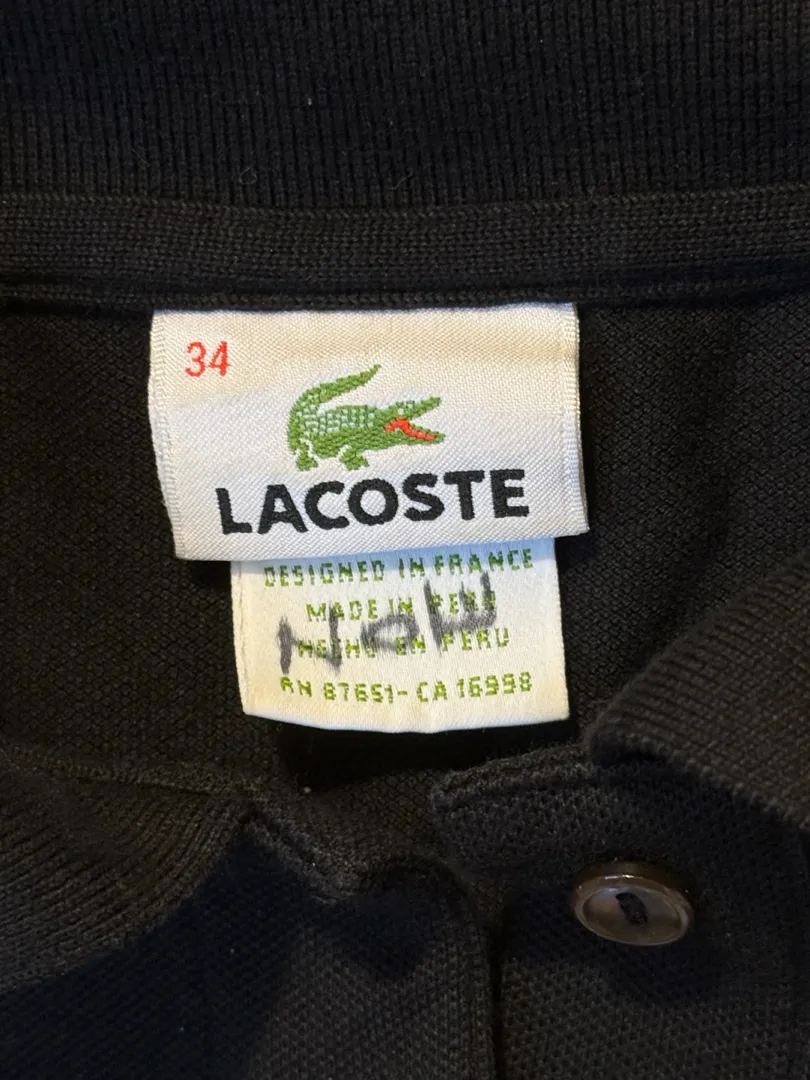 34
LACOSTE
DESIGNED IN FRANCE
MADE IN PERU
HECHO EN PERU
RN 87651 - CA 16998